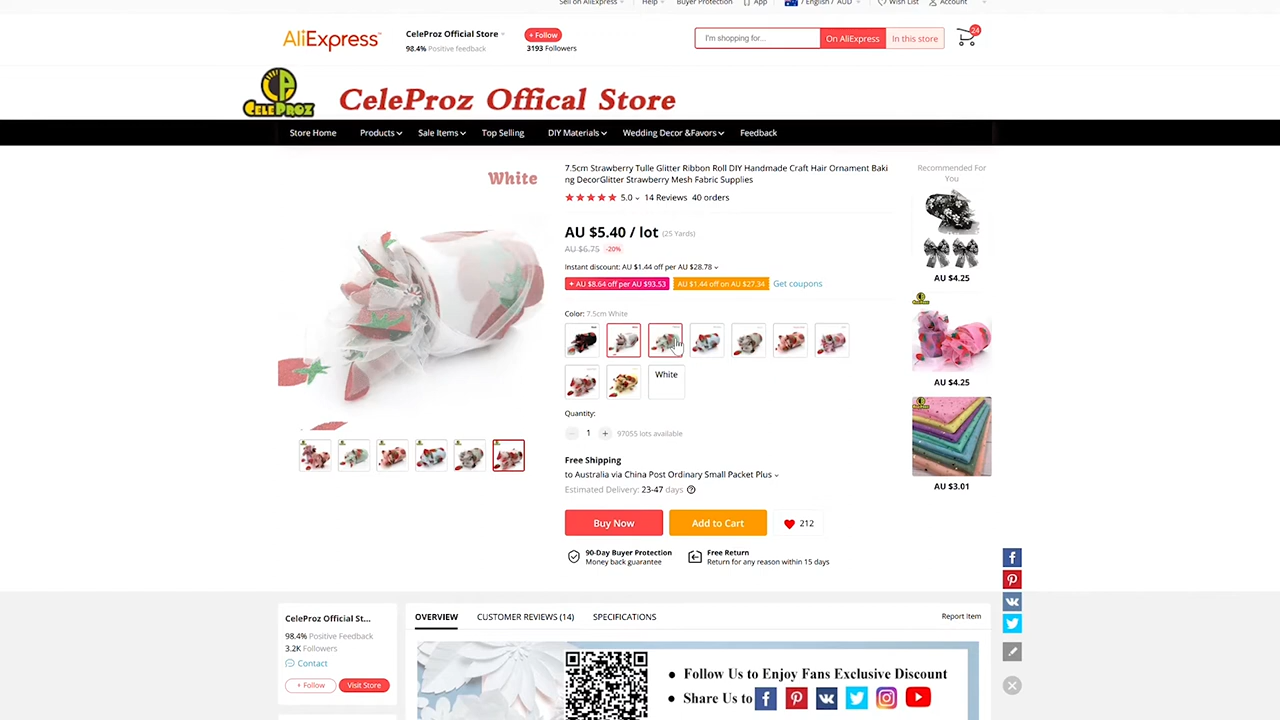 Sell on AliExpress Help Buyer Protection App / English / AUD Wish List Account
AliExpress
CeleProz Official Store
98.4% Positive feedback
+ Follow
3193 Followers
I'm shopping for...
On AliExpress
In this store
24
CELEPROZ
CeleProz Offical Store
Store Home Products Sale Items Top Selling DIY Materials Wedding Decor &Favors Feedback
White
7.5cm Strawberry Tulle Glitter Ribbon Roll DIY Handmade Craft Hair Ornament Baki
ng DecorGlitter Strawberry Mesh Fabric Supplies
5.0 14 Reviews 40 orders
AU $5.40 / lot (25 Yards)
AU $6.75 -20%
Instant discount: AU $1.44 off per AU $28.78
+ AU $8.64 off per AU $93.53 AU $1.44 off on AU $27.34 Get coupons
Color: 7.5cm White
White
Quantity:
1 97055 lots available
Free Shipping
to Australia via China Post Ordinary Small Packet Plus
Estimated Delivery: 23-47 days
Buy Now
Add to Cart
212
90-Day Buyer Protection
Money back guarantee
Free Return
Return for any reason within 15 days
Recommended For
You
AU $4.25
AU $4.25
AU $3.01
CeleProz Official St...
98.4% Positive Feedback
3.2K Followers
Contact
+ Follow
Visit Store
OVERVIEW CUSTOMER REVIEWS (14) SPECIFICATIONS
Report Item
Follow Us to Enjoy Fans Exclusive Discount
Share Us to